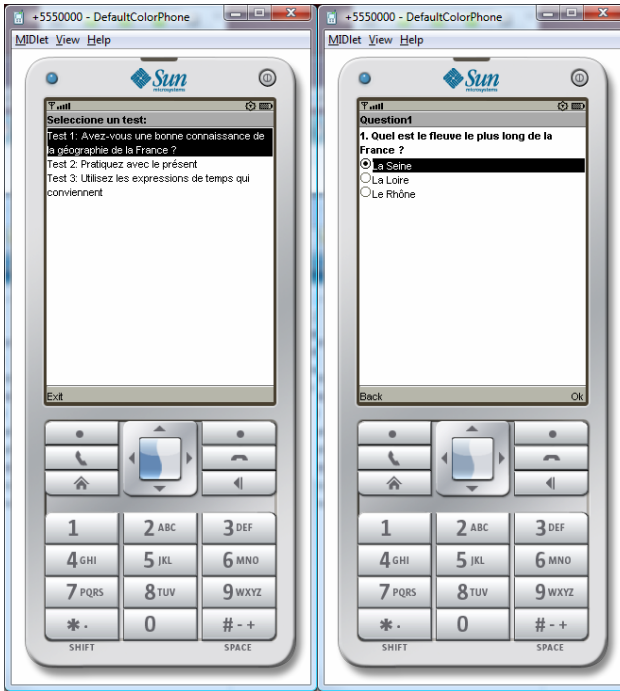 +5550000 - DefaultColorPhone
MIDlet View Help
Sun
microsystems
Seleccione un test:
Test 1: Avez-vous une bonne connaissance de
la géographie de la France ?
Test 2: Pratiquez avec le présent
Test 3: Utilisez les expressions de temps qui
conviennent
Exit
1
2 ABC
3 DEF
4 GHI
5 JKL
6 MNO
7 PQRS
8 TUV
9 WXYZ
* .
0
# - +
SHIFT
SPACE
+5550000 - DefaultColorPhone
MIDlet View Help
Sun
microsystems
Question1
1. Quel est le fleuve le plus long de la
France ?
La Seine
La Loire
Le Rhône
Back
Ok
1
2 ABC
3 DEF
4 GHI
5 JKL
6 MNO
7 PQRS
8 TUV
9 WXYZ
* .
0
# - +
SHIFT
SPACE